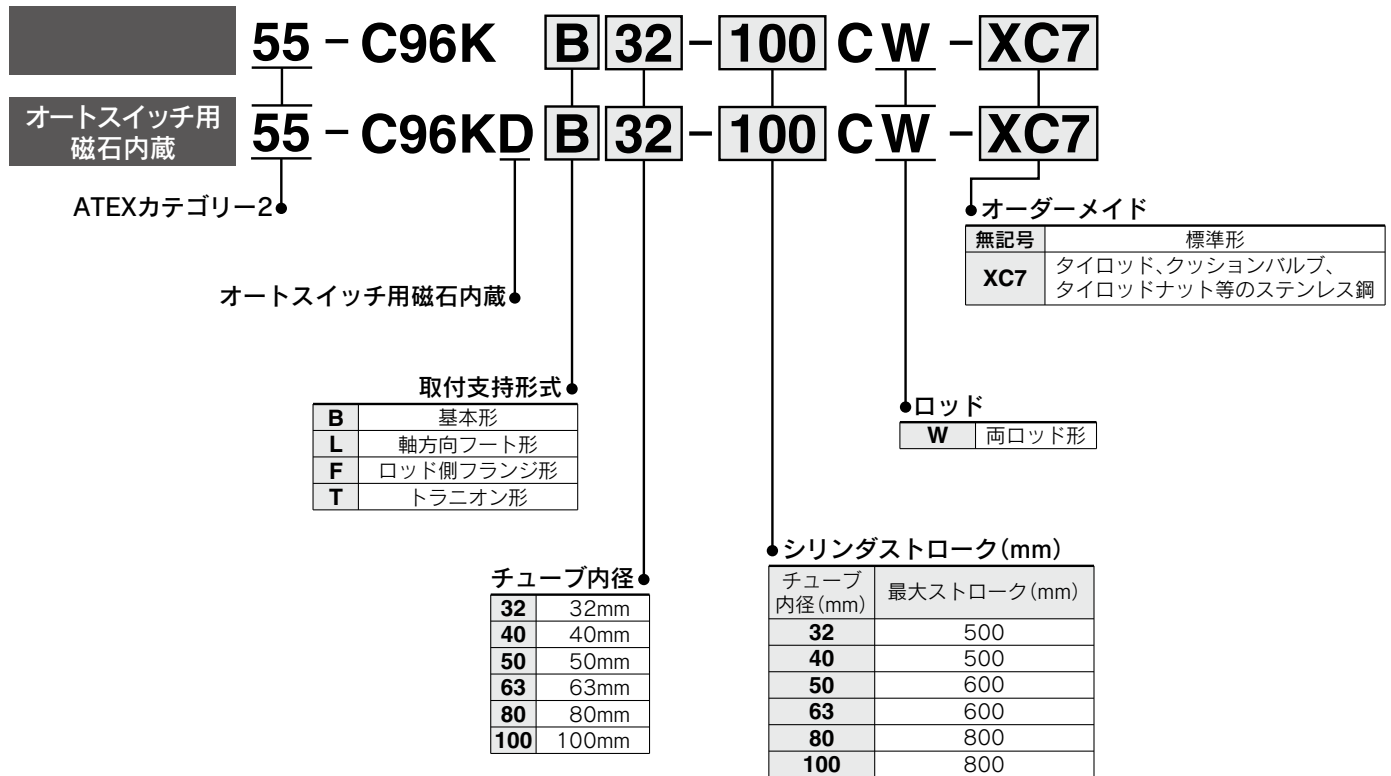 55 - C96K B 32 - 100 C W - XC7
オートスイッチ用
磁石内蔵
55 - C96KD B 32 - 100 C W - XC7
ATEXカテゴリー2
オーダーメイド
無記号 標準形
XC7 タイロッド、クッションバルブ、
タイロッドナット等のステンレス鋼
オートスイッチ用磁石内蔵
取付支持形式
B 基本形
L 軸方向フート形
F ロッド側フランジ形
T トラニオン形
ロッド
W 両ロッド形
チューブ内径
32 32mm
40 40mm
50 50mm
63 63mm
80 80mm
100 100mm
シリンダストローク(mm)
チューブ
内径(mm) 最大ストローク(mm)
32 500
40 500
50 600
63 600
80 800
100 800